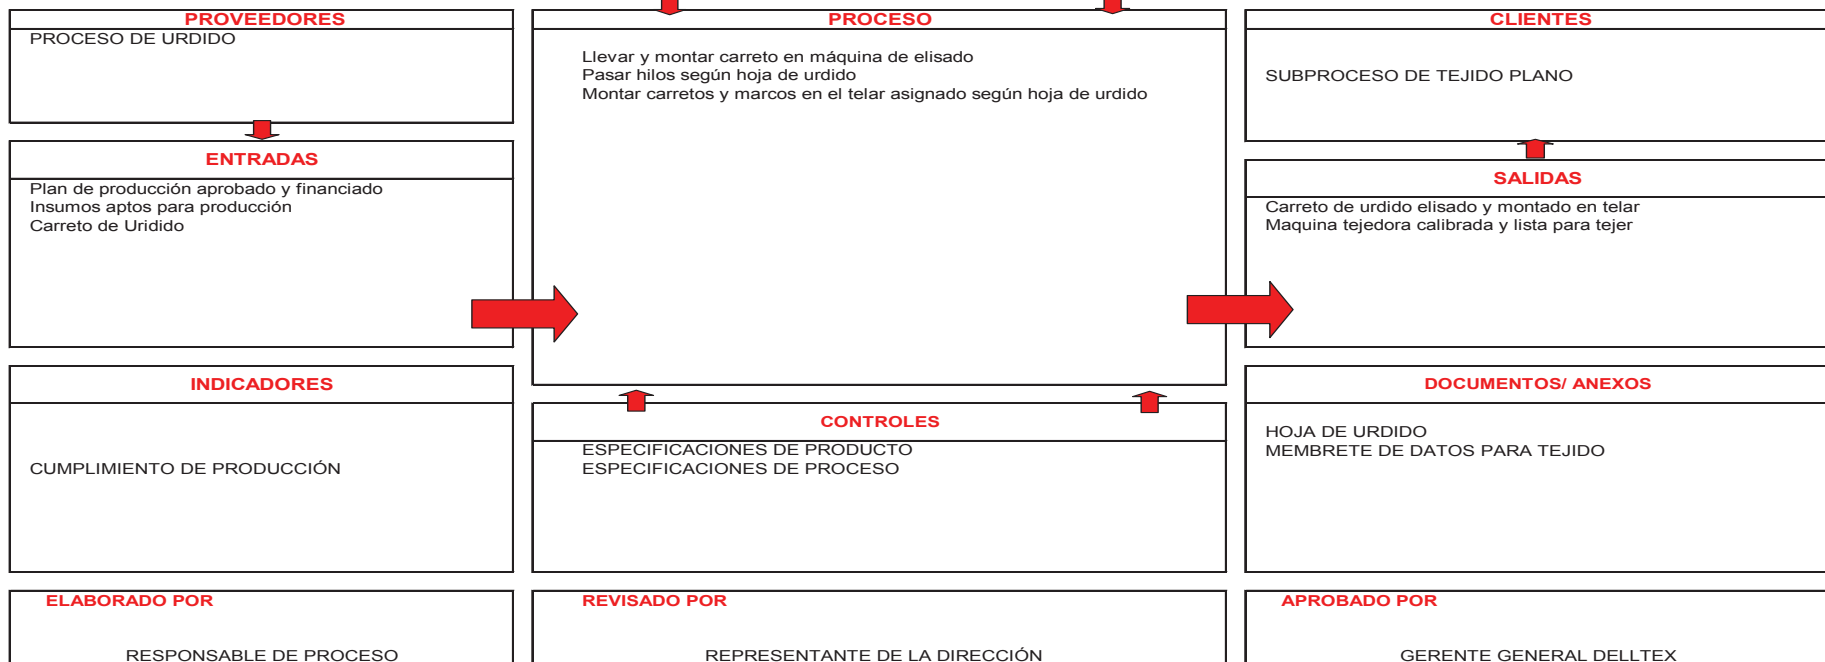 PROVEEDORES
PROCESO DE URDIDO
ENTRADAS
Plan de producción aprobado y financiado
Insumos aptos para producción
Carreto de Uridido
INDICADORES
CUMPLIMIENTO DE PRODUCCIÓN
PROCESO
Llevar y montar carreto en máquina de elisado
Pasar hilos según hoja de urdido
Montar carretos y marcos en el telar asignado según hoja de urdido
CONTROLES
ESPECIFICACIONES DE PRODUCTO
ESPECIFICACIONES DE PROCESO
CLIENTES
SUBPROCESO DE TEJIDO PLANO
SALIDAS
Carreto de urdido elisado y montado en telar
Maquina tejedora calibrada y lista para tejer
DOCUMENTOS/ ANEXOS
HOJA DE URDIDO
MEMBRETE DE DATOS PARA TEJIDO
ELABORADO POR
RESPONSABLE DE PROCESO
REVISADO POR
REPRESENTANTE DE LA DIRECCIÓN
APROBADO POR
GERENTE GENERAL DELLTEX